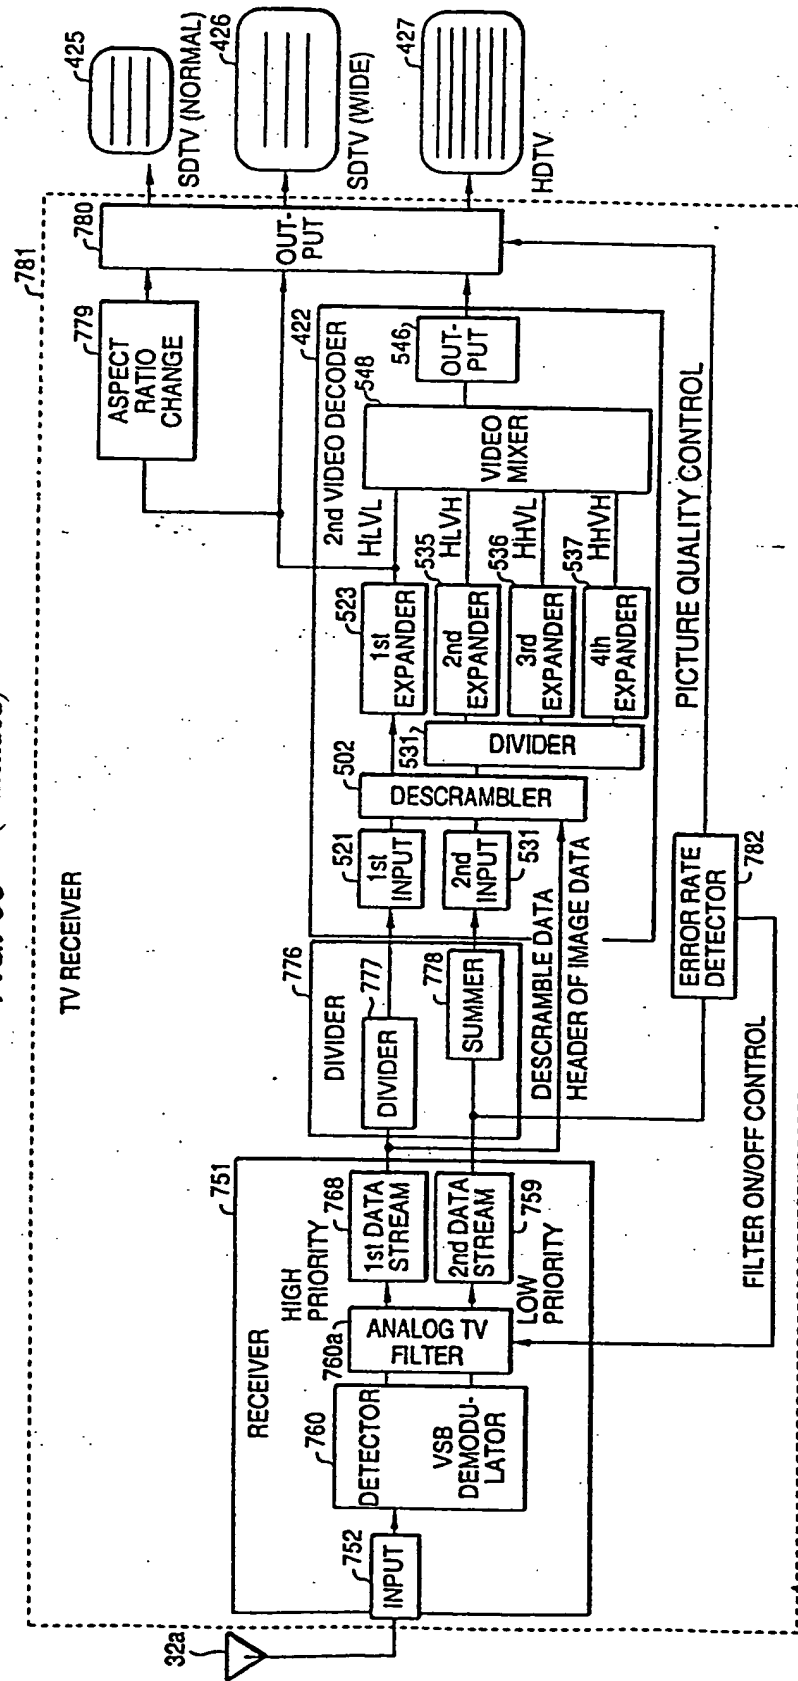 TV RECEIVER
781
32a
751
RECEIVER
752
INPUT
760
DETECTOR
VSB
DEMODU-
LATOR
760a
ANALOG TV
FILTER
HIGH
PRIORITY
768
1st DATA
STREAM
2nd DATA
STREAM
759
LOW
PRIORITY
776
DIVIDER
777
DIVIDER
778
SUMMER
DESCRAMBLE DATA
HEADER OF IMAGE DATA
2nd VIDEO DECODER
422
521
1st
INPUT
2nd
INPUT
531
502
DESCRAMBLER
531
DIVIDER
523
1st
EXPANDER
535
2nd
EXPANDER
536
3rd
EXPANDER
537
4th
EXPANDER
HLVL
HLVH
HHVL
HHVH
548
VIDEO
MIXER
546
OUT-
PUT
779
ASPECT
RATIO
CHANGE
780
OUT-
PUT
425
SDTV (NORMAL)
426
SDTV (WIDE)
427
HDTV
782
ERROR RATE
DETECTOR
FILTER ON/OFF CONTROL
PICTURE QUALITY CONTROL